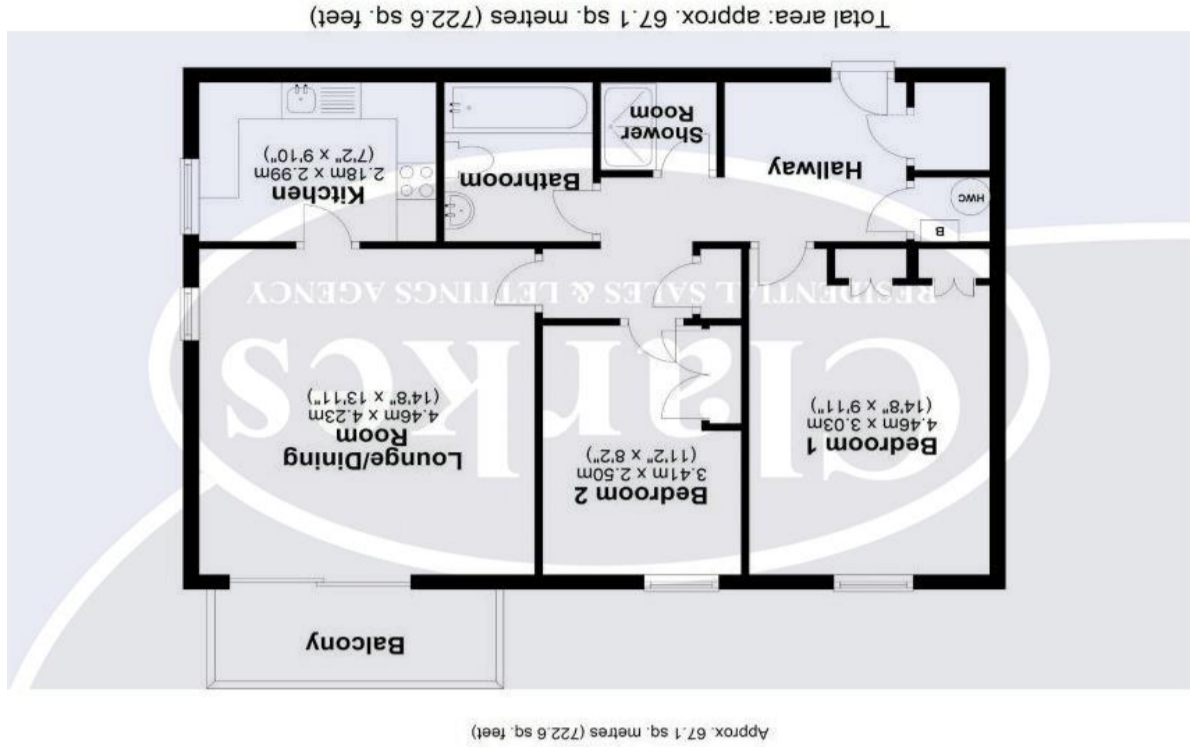 Approx. 67.1 sq. metres (722.6 sq. feet)
Balcony
Bedroom 1
4.46m x 3.03m
(14'8" x 9'11")
Bedroom 2
3.41m x 2.50m
(11'2" x 8'2")
Lounge/Dining
Room
4.46m x 4.23m
(14'8" x 13'11")
Clarkes
RESIDENTIAL SALES & LETTINGS AGENCY
B
HWC
Hallway
Shower
Room
Bathroom
Kitchen
2.18m x 2.99m
(7'2" x 9'10")
Total area: approx. 67.1 sq. metres (722.6 sq. feet)